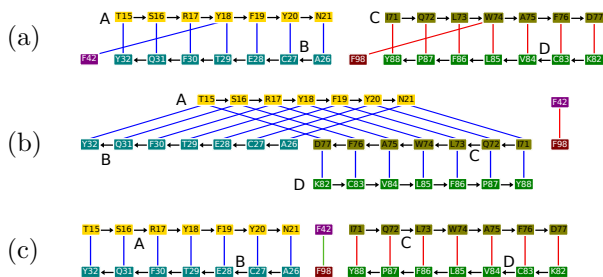 A T15 S16 R17 Y18 F19 Y20 N21 C I71 Q72 L73 W74 A75 F76 D77
(a) F42 Y32 Q31 F30 T29 E28 C27 B A26 F98 Y88 P87 F86 L85 V84 D C83 K82
A T15 S16 R17 Y18 F19 Y20 N21 F42
(b) Y32 B Q31 F30 T29 E28 C27 A26 D77 F76 A75 W74 L73 C Q72 I71 F98
D K82 C83 V84 L85 F86 P87 Y88
T15 S16 A R17 Y18 F19 Y20 N21 F42 I71 Q72 C L73 W74 A75 F76 D77
(c) Y32 Q31 F30 T29 E28 B C27 A26 F98 Y88 P87 F86 L85 V84 D C83 K82